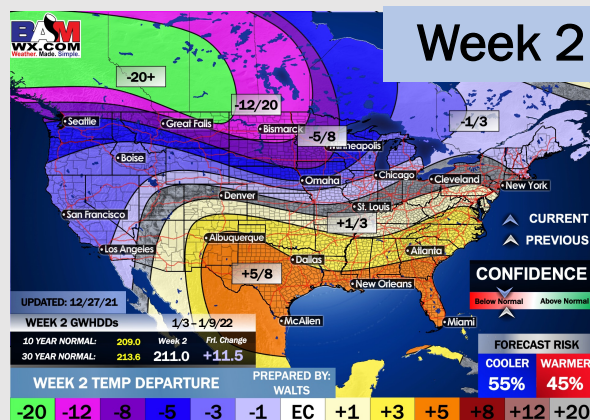 BAM
WX.COM
Weather. Made. Simple.
Week 2
-20+
-12/20
-1/3
Seattle
Great Falls
Bismarck
-5/8
Minneapolis
Boise
Chicago
Cleveland
Omaha
New York
Denver
St. Louis
San Francisco
+1/3
CURRENT
Albuquerque
PREVIOUS
Los Angeles
Atlanta
Dallas
+5/8
CONFIDENCE
New Orleans
Below Normal Above Normal
UPDATED: 12/27/21
WEEK 2 GWHDDs 1/3 – 1/9/22
McAllen
Miami
10 YEAR NORMAL: 209.0 Week 2 Fri. Change
30 YEAR NORMAL: 213.6 211.0 +11.5
FORECAST RISK
COOLER WARMER
55% 45%
WEEK 2 TEMP DEPARTURE
PREPARED BY:
WALTS
-20 -12 -8 -5 -3 -1 EC +1 +3 +5 +8 +12 +20